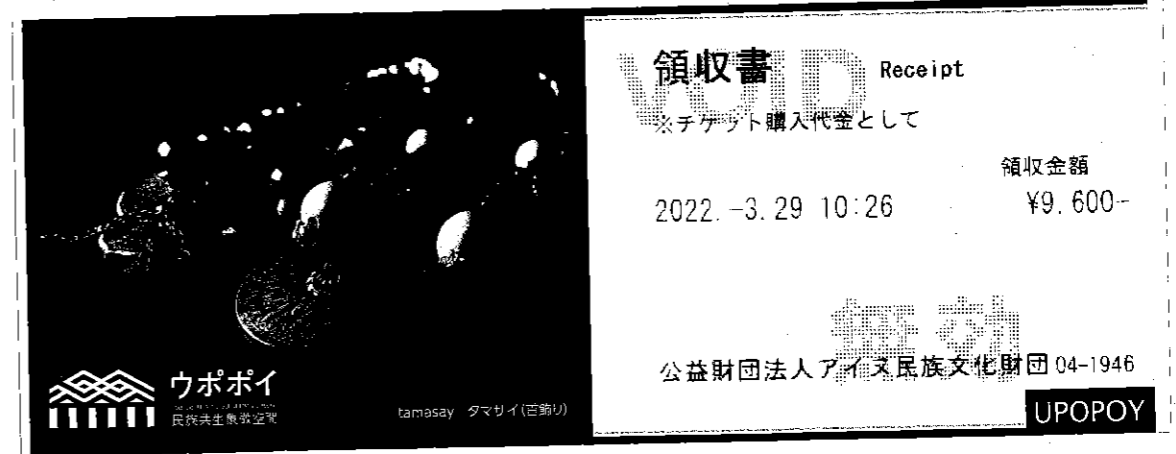 ウポポイ
民族共生象徴空間
tamasay タマサイ(首飾り)
領収書 Receipt
VOID
※チケット購入代金として
領収金額
2022.-3.29 10:26 ¥9,600-
無効
公益財団法人アイヌ民族文化財団 04-1946
UPOPOY